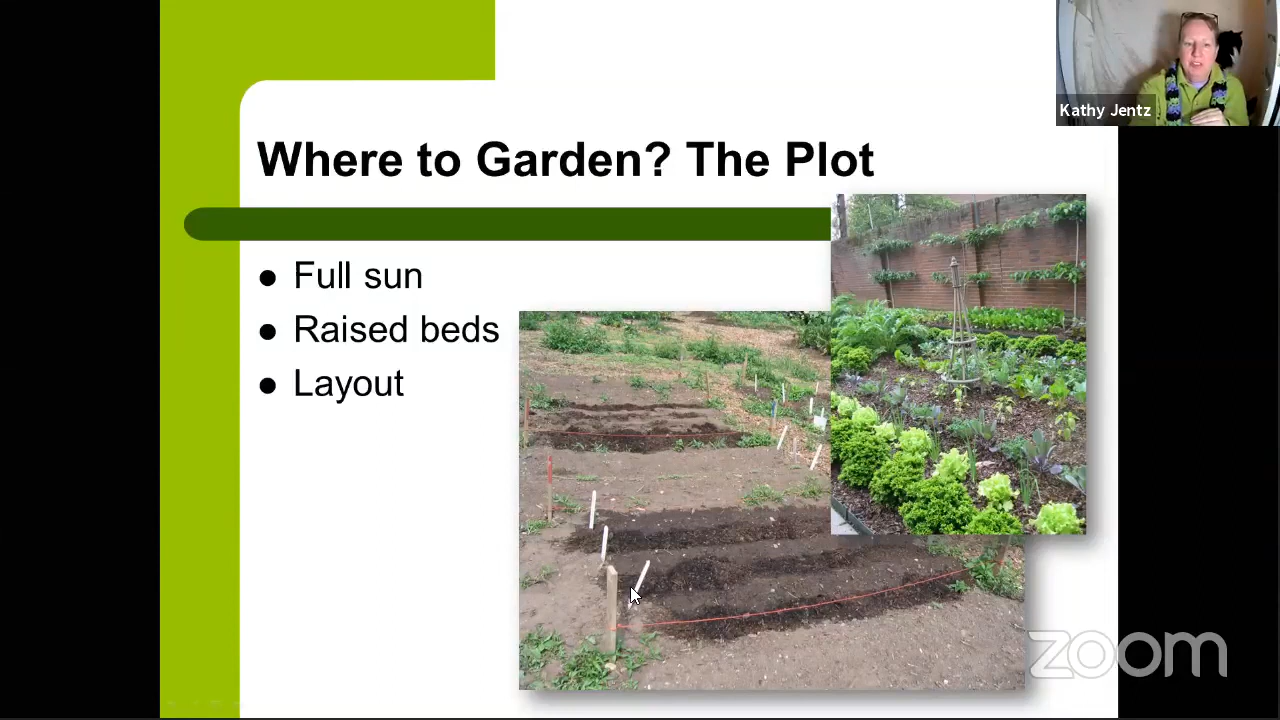 Kathy Jentz
Where to Garden? The Plot
Full sun
Raised beds
Layout
zoom